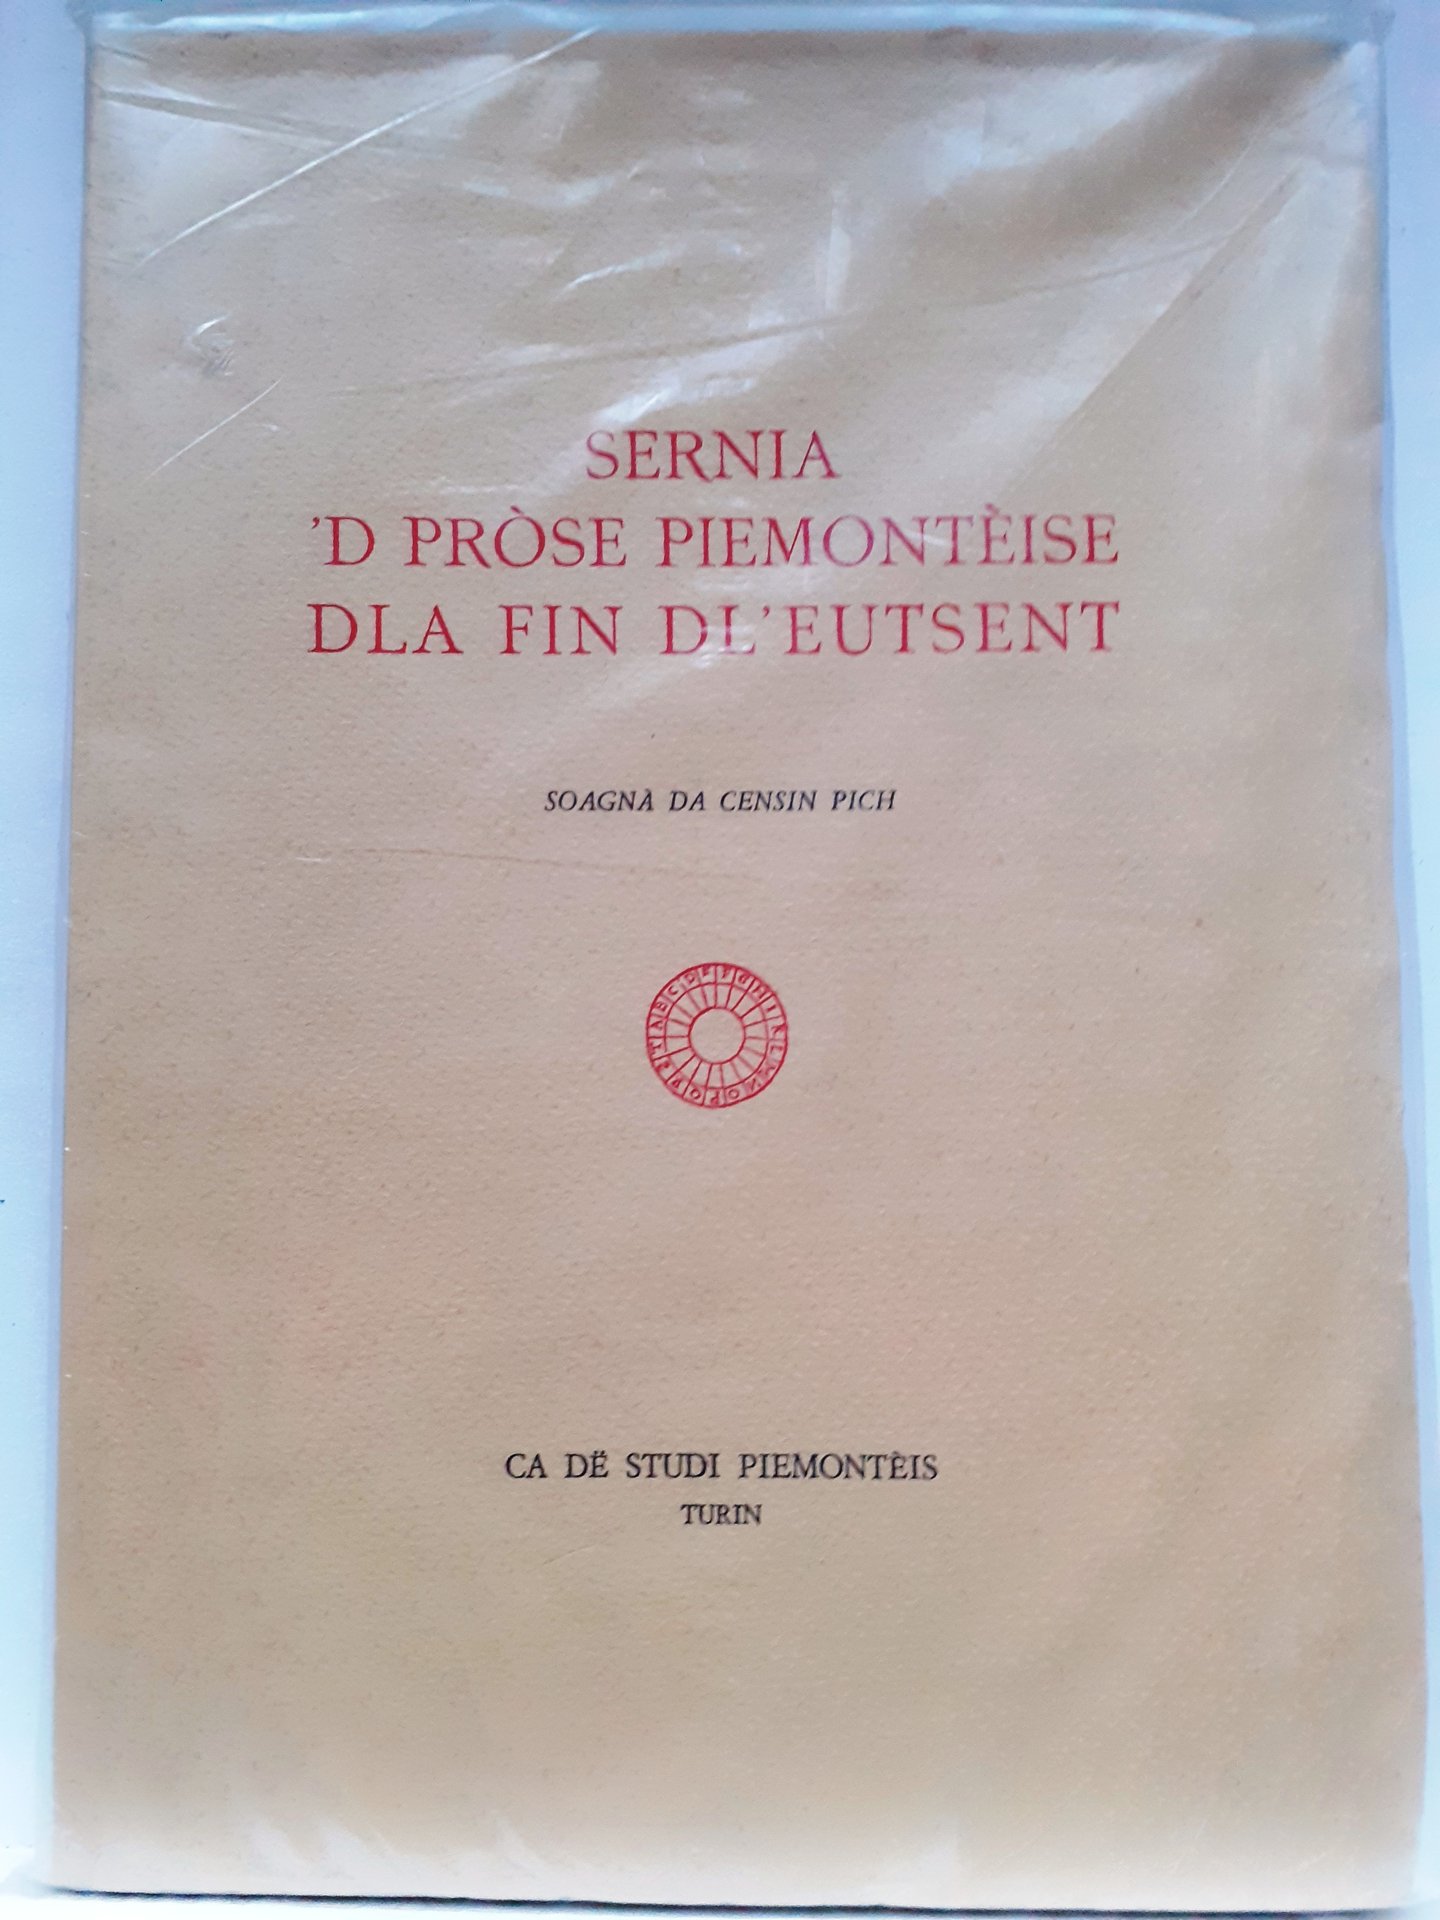 SERNIA
'D PRÒSE PIEMONTÈISE
DLA FIN DL'EUTSENT
SOAGNÀ DA CENSIN PICH
CA DË STUDI PIEMONTÈIS
TURIN